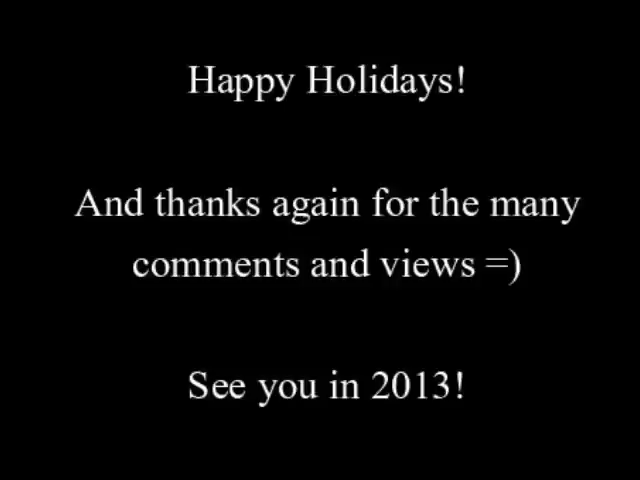 Happy Holidays!
And thanks again for the many
comments and views =)
See you in 2013!